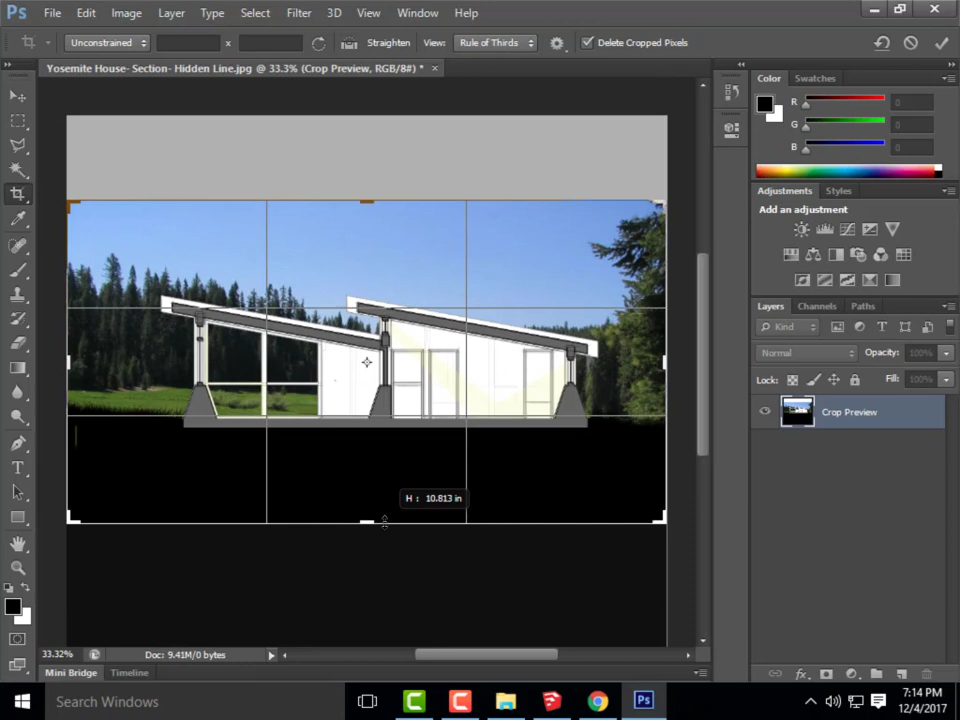 Ps File Edit Image Layer Type Select Filter 3D View Window Help
Unconstrained x Straighten View: Rule of Thirds Delete Cropped Pixels
Yosemite House- Section- Hidden Line.jpg @ 33.3% (Crop Preview, RGB/8#) * ×
Color Swatches
R 0
G 0
B 0
Adjustments Styles
Add an adjustment
Layers Channels Paths
Kind
Normal Opacity: 100%
Lock: Fill: 100%
Crop Preview
H : 10.813 in
33.32% Doc: 9.41M/0 bytes
Mini Bridge Timeline
Search Windows
7:14 PM
12/4/2017